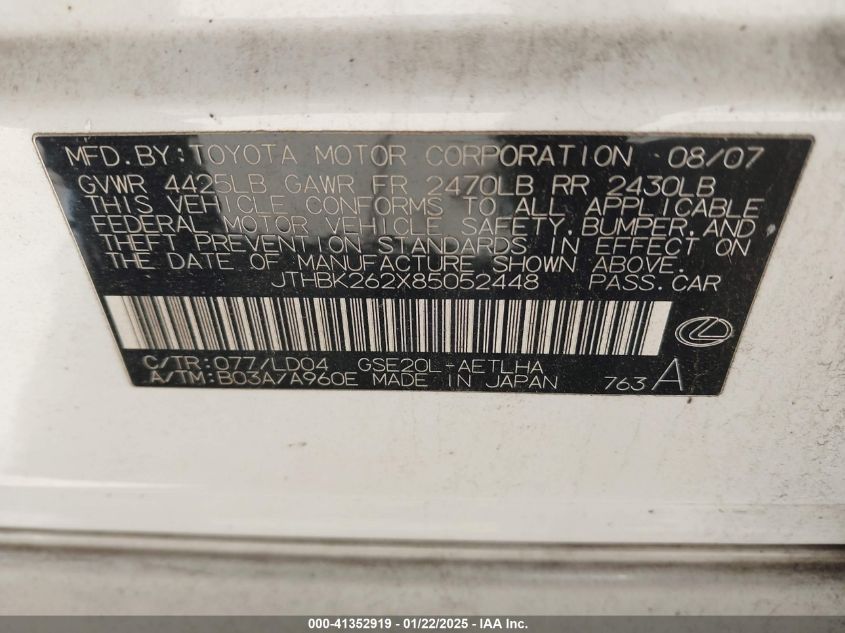 MFD.BY:TOYOTA MOTOR CORPORATION 08/07
GVWR 4425LB GAWR FR 2470LB RR 2430LB
THIS VEHICLE CONFORMS TO ALL APPLICABLE
FEDERAL MOTOR VEHICLE SAFETY,BUMPER,AND
THEFT PREVENTION STANDARDS IN EFFECT ON
THE DATE OF MANUFACTURE SHOWN ABOVE.
JTHBK262X85052448 PASS.CAR
C/TR:077/LD04 GSE20L-AETLHA
A/TM:B03A/A960E MADE IN JAPAN 763 A
000-41352919 - 01/22/2025 - IAA Inc.